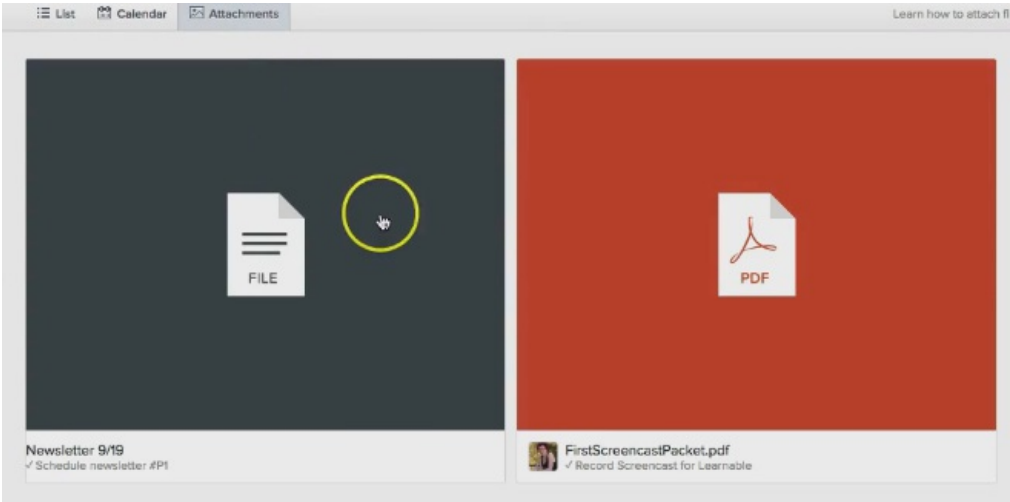 List
Calendar
Attachments
Learn how to attach fi
FILE
PDF
Newsletter 9/19
✓ Schedule newsletter #P1
FirstScreencastPacket.pdf
✓ Record Screencast for Learnable